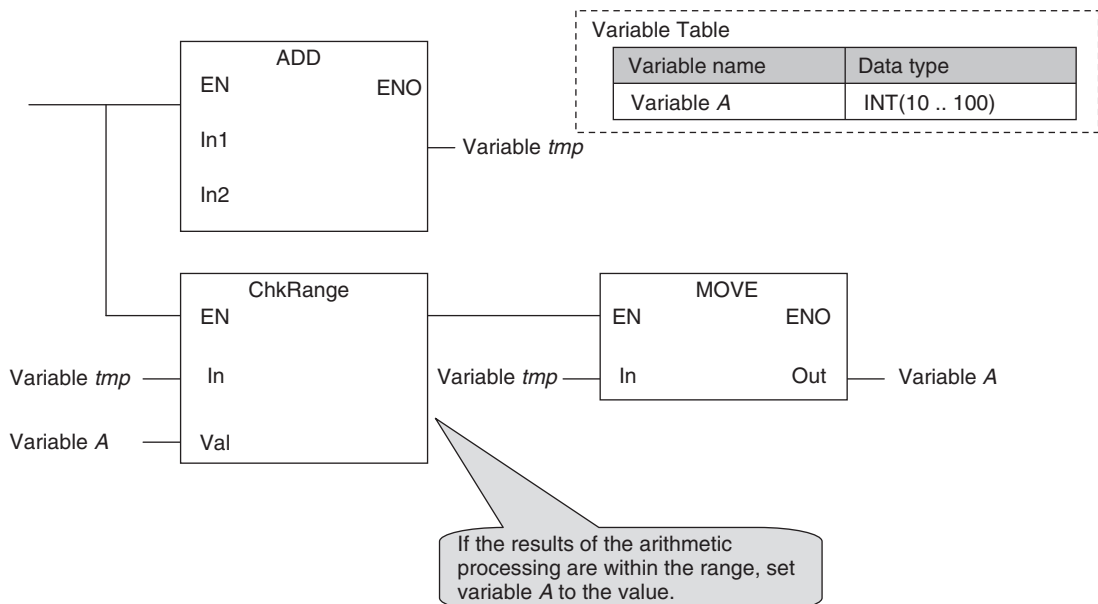 ADD
EN
ENO
In1
In2
Variable tmp
Variable Table
Variable name Data type
Variable A INT(10 .. 100)
ChkRange
EN
Variable tmp In
Variable A Val
MOVE
EN ENO
Variable tmp In Out Variable A
If the results of the arithmetic
processing are within the range, set
variable A to the value.